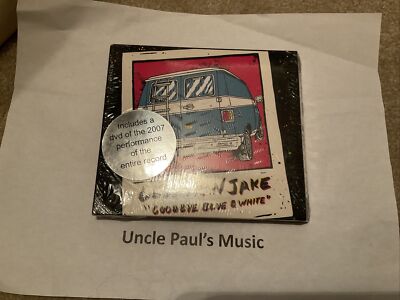 Includes a
dvd of the 2007
performance
of the
entire record
JAKE
"GOODBYE BLUE & WHITE"
Uncle Paul's Music